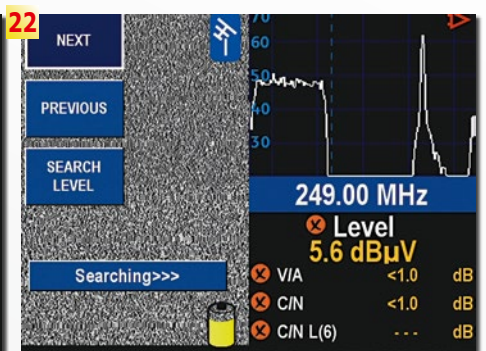 22
NEXT
PREVIOUS
SEARCH
LEVEL
Searching>>>
70
60
50
40
30
249.00 MHz
Level
5.6 dBµV
V/A <1.0 dB
C/N <1.0 dB
C/N L(6) --- dB